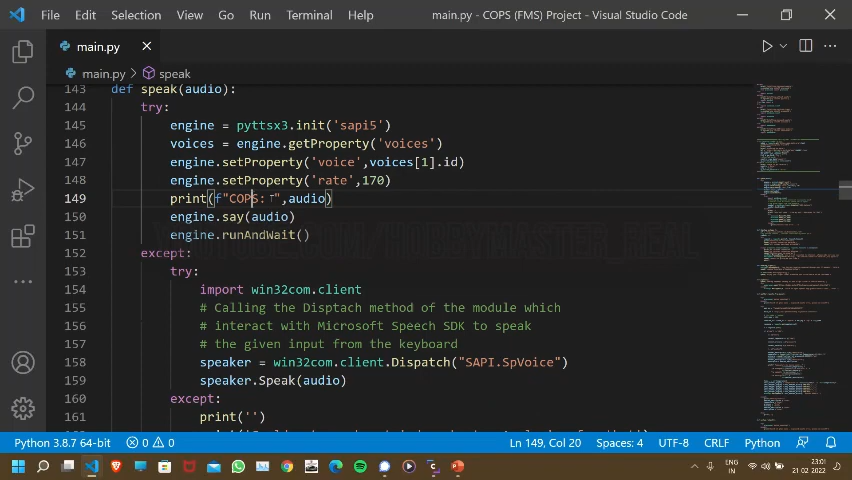 File Edit Selection View Go Run Terminal Help main.py - COPS (FMS) Project - Visual Studio Code
main.py
main.py > speak
143 def speak(audio):
144 try:
145 engine = pyttsx3.init('sapi5')
146 voices = engine.getProperty('voices')
147 engine.setProperty('voice',voices[1].id)
148 engine.setProperty('rate',170)
149 print(f"COPS: ",audio)
150 engine.say(audio)
151 engine.runAndWait()
152 except:
153 try:
154 import win32com.client
155 # Calling the Disptach method of the module which
156 # interact with Microsoft Speech SDK to speak
157 # the given input from the keyboard
158 speaker = win32com.client.Dispatch("SAPI.SpVoice")
159 speaker.Speak(audio)
160 except:
161 print('')
Python 3.8.7 64-bit 0 0 Ln 149, Col 20 Spaces: 4 UTF-8 CRLF Python
ENG 23:01
IN 21-02-2022